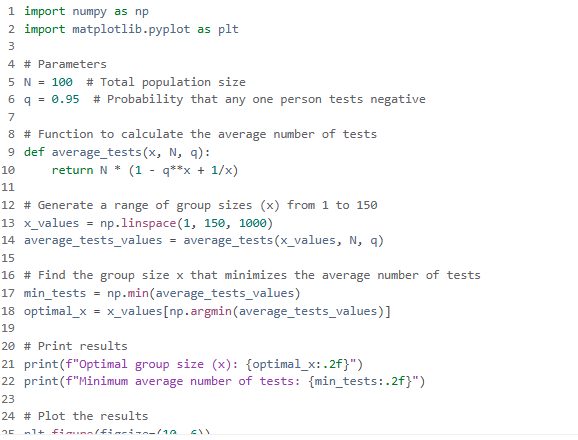 1 import numpy as np
2 import matplotlib.pyplot as plt
3
4 # Parameters
5 N = 100  # Total population size
6 q = 0.95  # Probability that any one person tests negative
7
8 # Function to calculate the average number of tests
9 def average_tests(x, N, q):
10     return N * (1 - q**x + 1/x)
11
12 # Generate a range of group sizes (x) from 1 to 150
13 x_values = np.linspace(1, 150, 1000)
14 average_tests_values = average_tests(x_values, N, q)
15
16 # Find the group size x that minimizes the average number of tests
17 min_tests = np.min(average_tests_values)
18 optimal_x = x_values[np.argmin(average_tests_values)]
19
20 # Print results
21 print(f"Optimal group size (x): {optimal_x:.2f}")
22 print(f"Minimum average number of tests: {min_tests:.2f}")
23
24 # Plot the results
25 plt.figure(figsize=(10, 6))